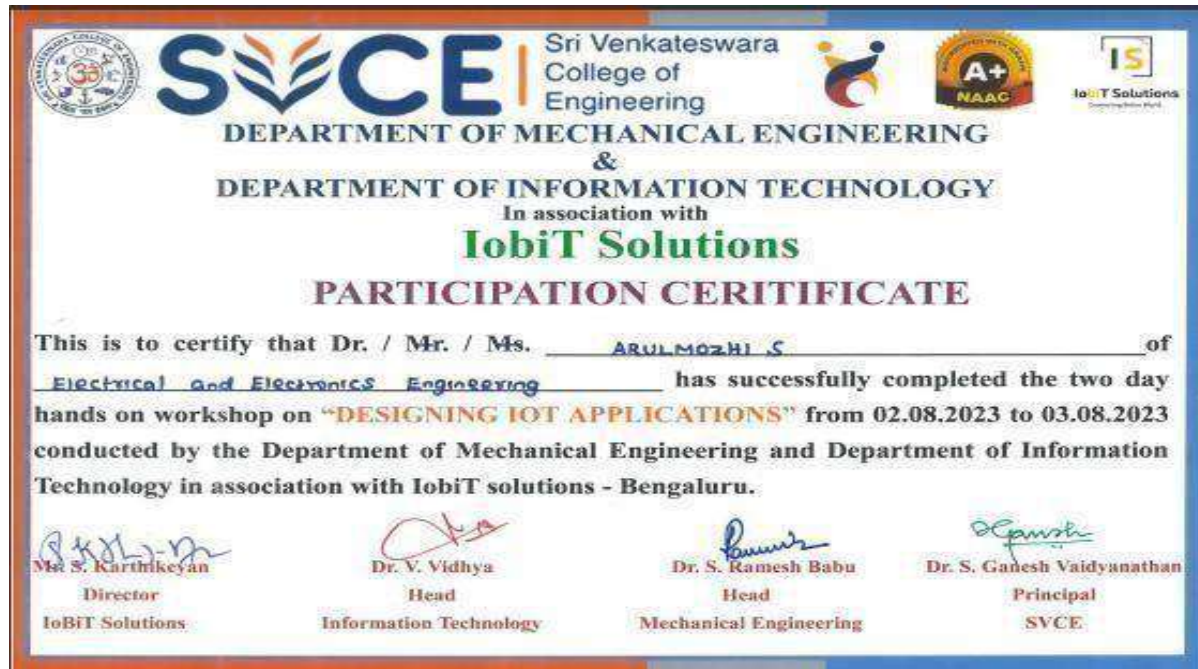 SVCE
Sri Venkateswara
College of
Engineering
A+
NAAC
IS
IobiT Solutions
DEPARTMENT OF MECHANICAL ENGINEERING
&
DEPARTMENT OF INFORMATION TECHNOLOGY
In association with
IobiT Solutions
PARTICIPATION CERITIFICATE
This is to certify that Dr. / Mr. / Ms. ARULMOZHI .S of
Electrical and Electronics Engineering has successfully completed the two day
hands on workshop on “DESIGNING IOT APPLICATIONS” from 02.08.2023 to 03.08.2023
conducted by the Department of Mechanical Engineering and Department of Information
Technology in association with IobiT solutions - Bengaluru.
Mr. S. Karthikeyan Dr. V. Vidhya Dr. S. Ramesh Babu Dr. S. Ganesh Vaidyanathan
Director Head Head Principal
IoBiT Solutions Information Technology Mechanical Engineering SVCE